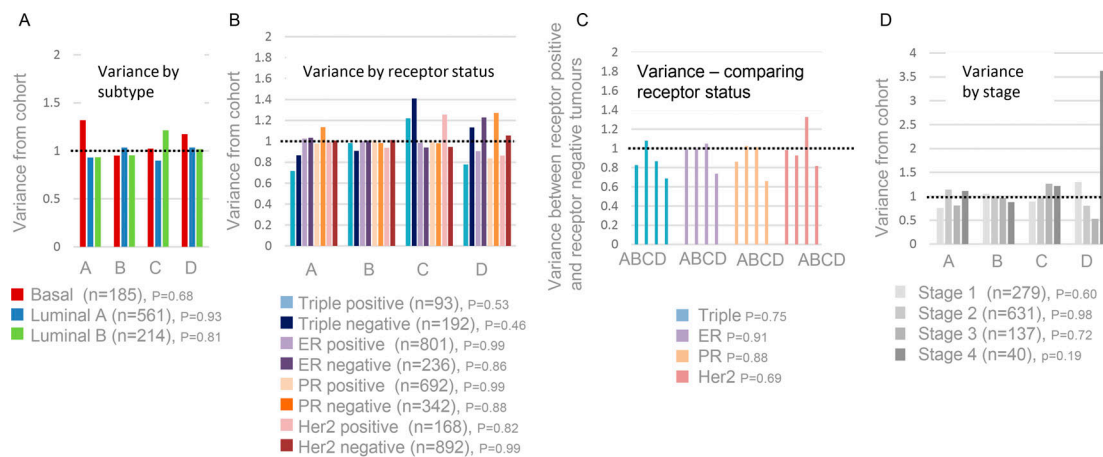 A
Variance from cohort
2
1.5
1
0.5
0
Variance by
subtype
A B C D
Basal (n=185), P=0.68
Luminal A (n=561), P=0.93
Luminal B (n=214), P=0.81
B
Variance from cohort
2
1.8
1.6
1.4
1.2
1
0.8
0.6
0.4
0.2
0
Variance by receptor status
A B C D
Triple positive (n=93), P=0.53
Triple negative (n=192), P=0.46
ER positive (n=801), P=0.99
ER negative (n=236), P=0.86
PR positive (n=692), P=0.99
PR negative (n=342), P=0.88
Her2 positive (n=168), P=0.82
Her2 negative (n=892), P=0.99
C
Variance between receptor positive
and receptor negative tumours
2
1.8
1.6
1.4
1.2
1
0.8
0.6
0.4
0.2
0
Variance – comparing
receptor status
ABCD ABCD ABCD ABCD
Triple P=0.75
ER P=0.91
PR P=0.88
Her2 P=0.69
D
Variance from cohort
4
3.5
3
2.5
2
1.5
1
0.5
0
Variance
by stage
A B C D
Stage 1 (n=279), P=0.60
Stage 2 (n=631), P=0.98
Stage 3 (n=137), P=0.72
Stage 4 (n=40), p=0.19